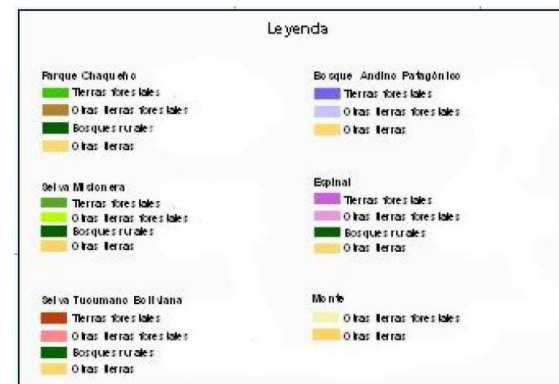 Leyenda
Parque Chaqueño
Tierras forestales
Otras tierras forestales
Bosques rurales
Otras tierras
Selva Misionera
Tierras forestales
Otras tierras forestales
Bosques rurales
Otras tierras
Selva Tucumano Boliviana
Tierras forestales
Otras tierras forestales
Bosques rurales
Otras tierras
Bosque Andino Patagónico
Tierras forestales
Otras tierras forestales
Otras tierras
Espinal
Tierras forestales
Otras tierras forestales
Bosques rurales
Otras tierras
Monte
Otras tierras forestales
Otras tierras